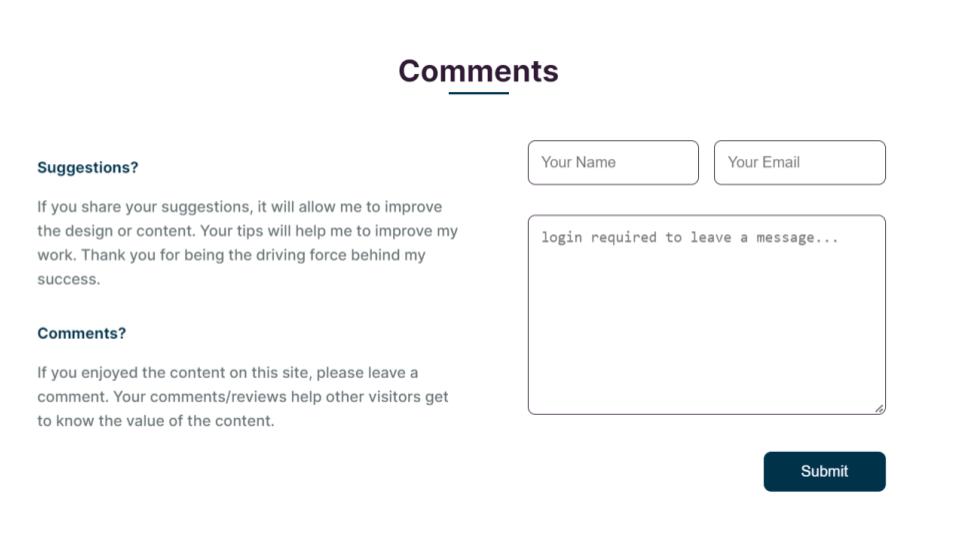 Comments
Suggestions?
If you share your suggestions, it will allow me to improve
the design or content. Your tips will help me to improve my
work. Thank you for being the driving force behind my
success.
Comments?
If you enjoyed the content on this site, please leave a
comment. Your comments/reviews help other visitors get
to know the value of the content.
Your Name
Your Email
login required to leave a message...
Submit